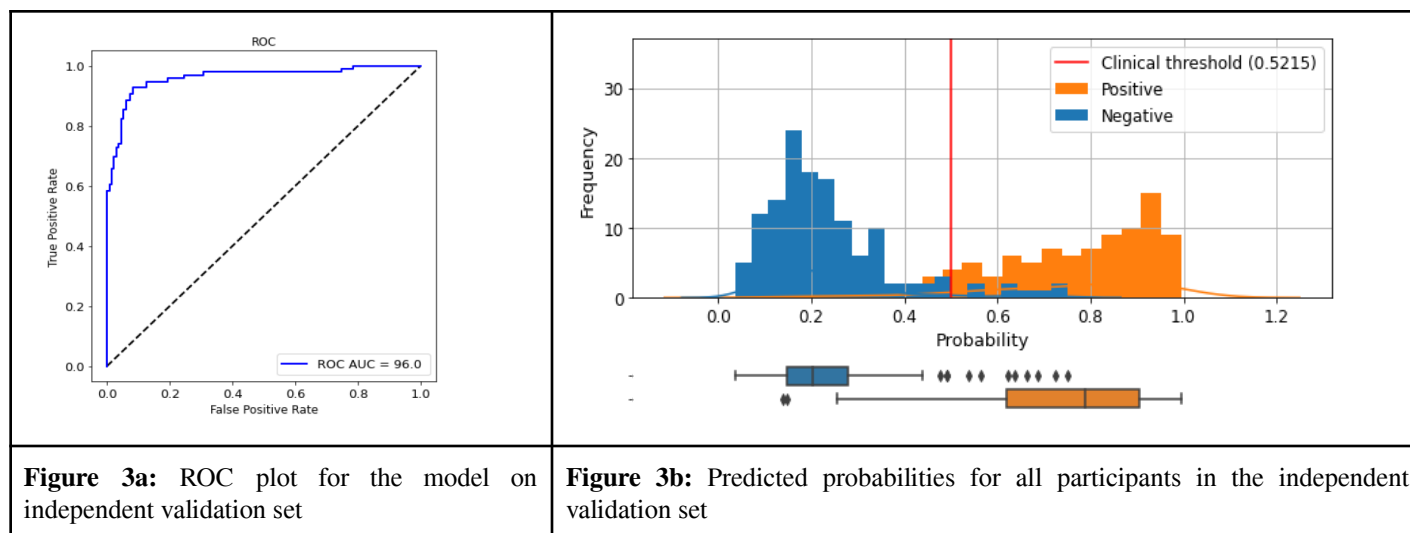 ROC
1.0
0.8
0.6
0.4
0.2
0.0
True Positive Rate
0.0 0.2 0.4 0.6 0.8 1.0
False Positive Rate
ROC AUC = 96.0
Clinical threshold (0.5215)
Positive
Negative
30
20
10
0
Frequency
0.0 0.2 0.4 0.6 0.8 1.0 1.2
Probability
Figure 3a: ROC plot for the model on
independent validation set
Figure 3b: Predicted probabilities for all participants in the independent
validation set